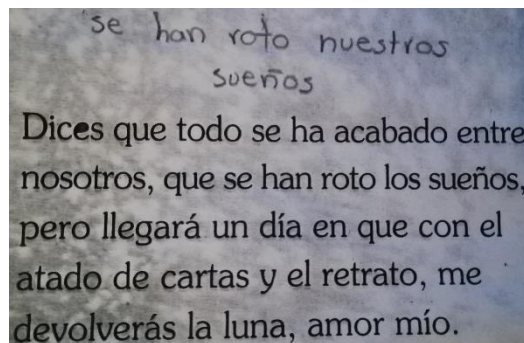 se han roto nuestros
sueños
Dices que todo se ha acabado entre
nosotros, que se han roto los sueños,
pero llegará un día en que con el
atado de cartas y el retrato, me
devolverás la luna, amor mío.